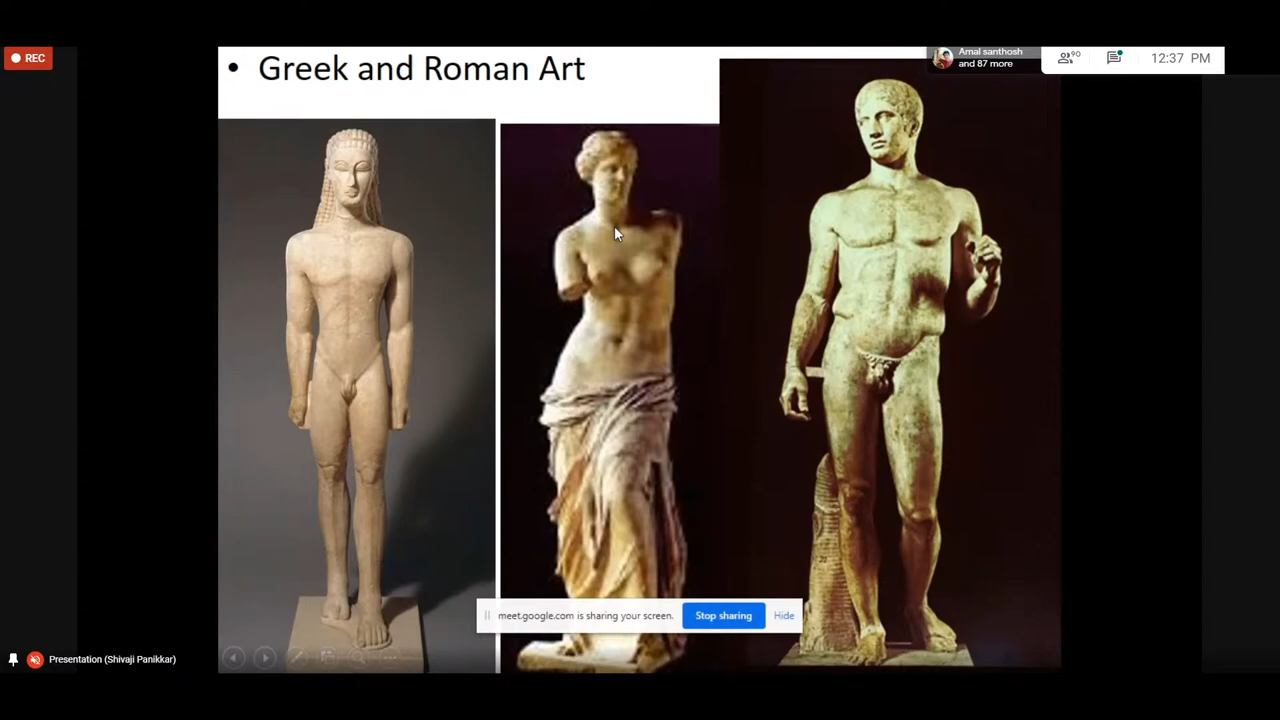 REC
• Greek and Roman Art
Amal santhosh
and 87 more
90
12:37 PM
meet.google.com is sharing your screen.
Stop sharing
Hide
Presentation (Shivaji Panikkar)